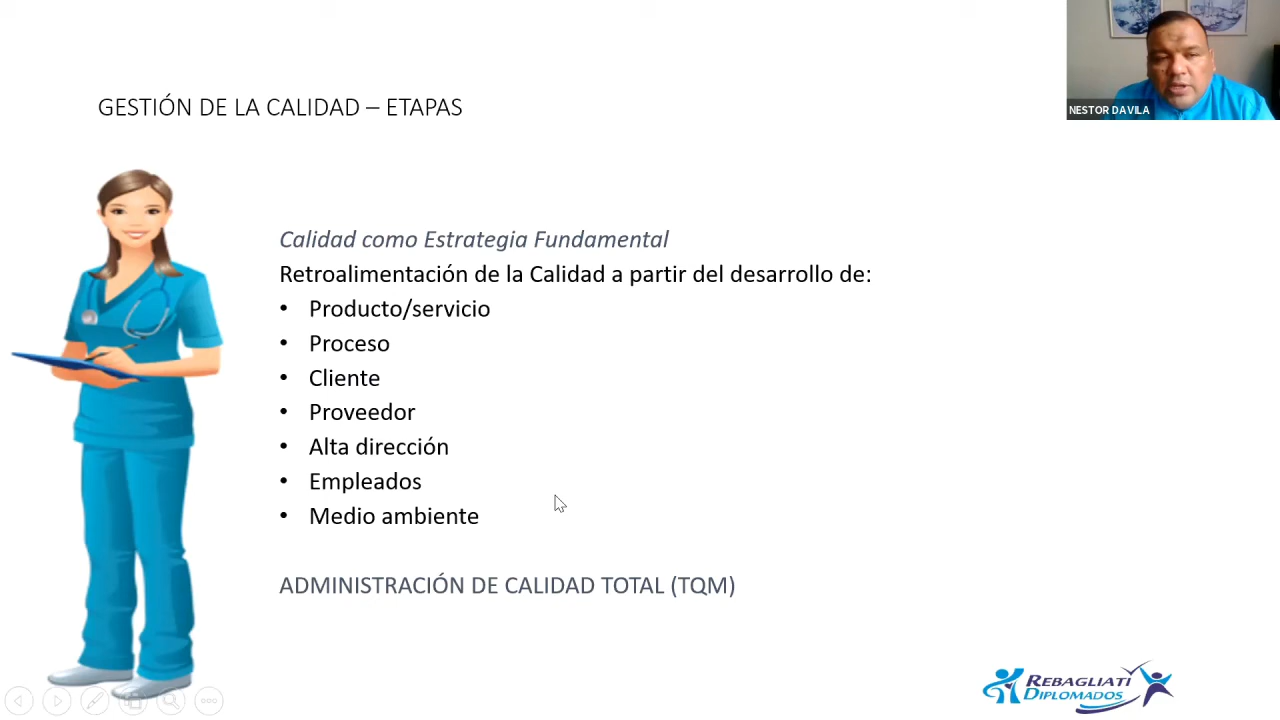 NESTOR DAVILA
GESTIÓN DE LA CALIDAD – ETAPAS
Calidad como Estrategia Fundamental
Retroalimentación de la Calidad a partir del desarrollo de:
• Producto/servicio
• Proceso
• Cliente
• Proveedor
• Alta dirección
• Empleados
• Medio ambiente
ADMINISTRACIÓN DE CALIDAD TOTAL (TQM)
REBAGLIATI
DIPLOMADOS